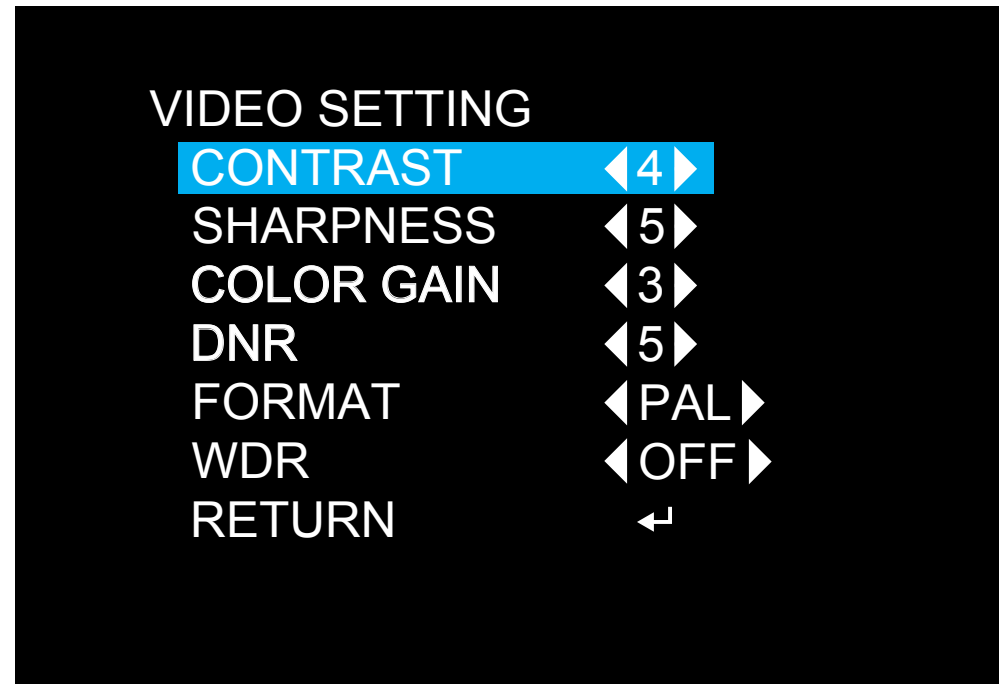 VIDEO SETTING
CONTRAST 4
SHARPNESS 5
COLOR GAIN 3
DNR 5
FORMAT PAL
WDR OFF
RETURN